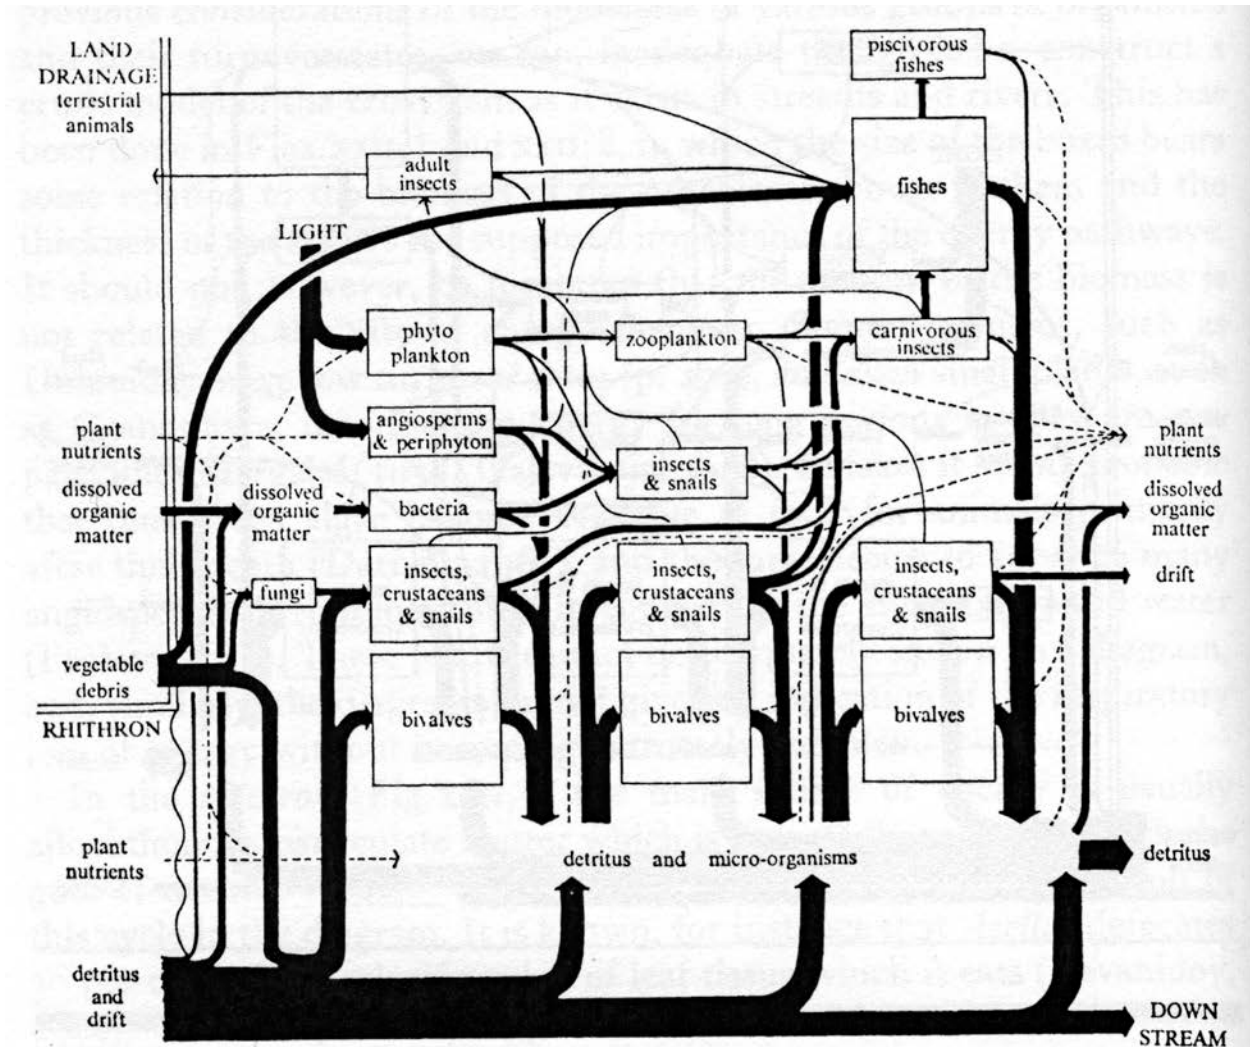 LAND
DRAINAGE
terrestrial
animals
piscivorous
fishes
adult
insects
fishes
LIGHT
phyto
plankton
zooplankton
carnivorous
insects
angiosperms
& periphyton
plant
nutrients
insects
& snails
plant
nutrients
dissolved
organic
matter
dissolved
organic
matter
bacteria
dissolved
organic
matter
fungi
insects,
crustaceans
& snails
insects,
crustaceans
& snails
insects,
crustaceans
& snails
drift
vegetable
debris
RHITHRON
bivalves
bivalves
bivalves
plant
nutrients
detritus and micro-organisms
detritus
detritus
and
drift
DOWN
STREAM